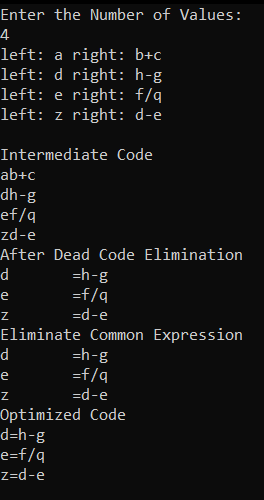 Enter the Number of Values:
4
left: a right: b+c
left: d right: h-g
left: e right: f/q
left: z right: d-e
Intermediate Code
ab+c
dh-g
ef/q
zd-e
After Dead Code Elimination
d       =h-g
e       =f/q
z       =d-e
Eliminate Common Expression
d       =h-g
e       =f/q
z       =d-e
Optimized Code
d=h-g
e=f/q
z=d-e